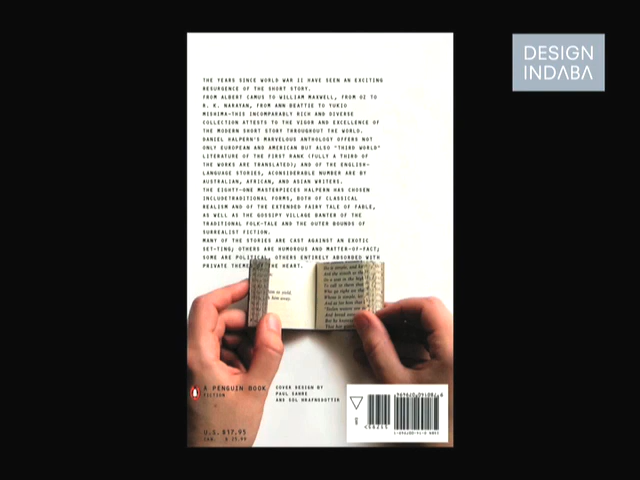 DESIGN
INDABA
THE YEARS SINCE WORLD WAR II HAVE SEEN AN EXCITING
RESURGENCE OF THE SHORT STORY.
FROM ALBERT CAMUS TO WILLIAM MAXWELL, FROM OZ TO
R. K. NARAYAN, FROM ANN BEATTIE TO YUKIO
MISHIMA—THIS INCOMPARABLY RICH AND DIVERSE
COLLECTION ATTESTS TO THE VIGOR AND EXCELLENCE OF
THE MODERN SHORT STORY THROUGHOUT THE WORLD.
DANIEL HALPERN'S MARVELOUS ANTHOLOGY OFFERS NOT
ONLY EUROPEAN AND AMERICAN BUT ALSO "THIRD WORLD"
LITERATURE OF THE FIRST RANK (FULLY A THIRD OF
THE WORKS ARE TRANSLATED); AND OF THE ENGLISH-
LANGUAGE STORIES, ACONSIDERABLE NUMBER ARE BY
AUSTRALIAN, AFRICAN, AND ASIAN WRITERS.
THE EIGHTY-ONE MASTERPIECES HALPERN HAS CHOSEN
INCLUDETRADITIONAL FORMS, BOTH OF CLASSICAL
REALISM AND OF THE EXTENDED FAIRY TALE OF FABLE,
AS WELL AS THE GOSSIPY VILLAGE BANTER OF THE
TRADITIONAL FOLK-TALE AND THE OUTER BOUNDS OF
SURREALIST FICTION.
MANY OF THE STORIES ARE CAST AGAINST AN EXOTIC
SET-TING; OTHERS ARE HUMOROUS AND MATTER-OF-FACT;
SOME ARE POLITICAL, OTHERS ENTIRELY ABSORBED WITH
PRIVATE THEMES OF THE HEART.
A PENGUIN BOOK
FICTION
COVER DESIGN BY
PAUL SAHRE
AND SOL HRAFNSDOTTIR
U.S. $17.95